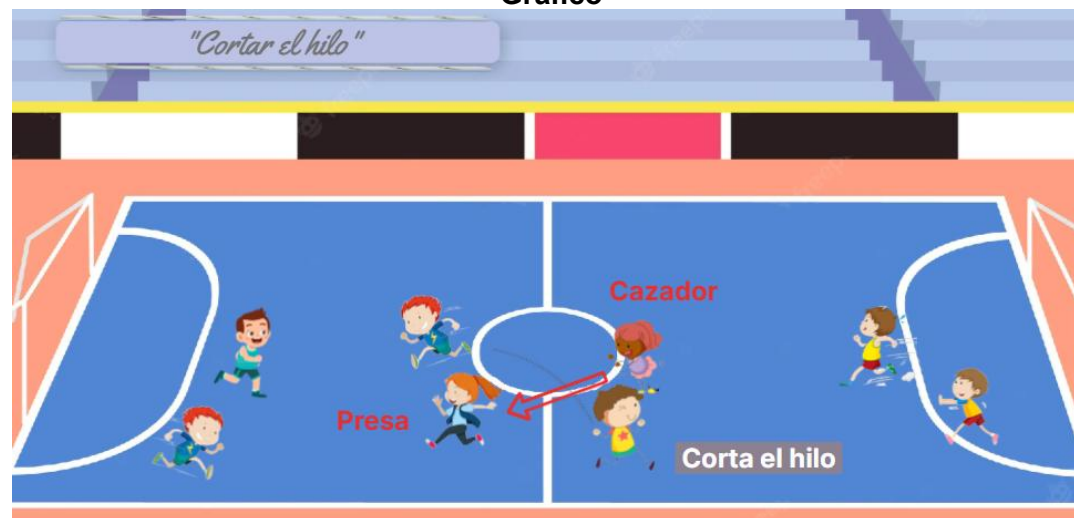 Gráfico
"Cortar el hilo"
Cazador
Presa
Corta el hilo